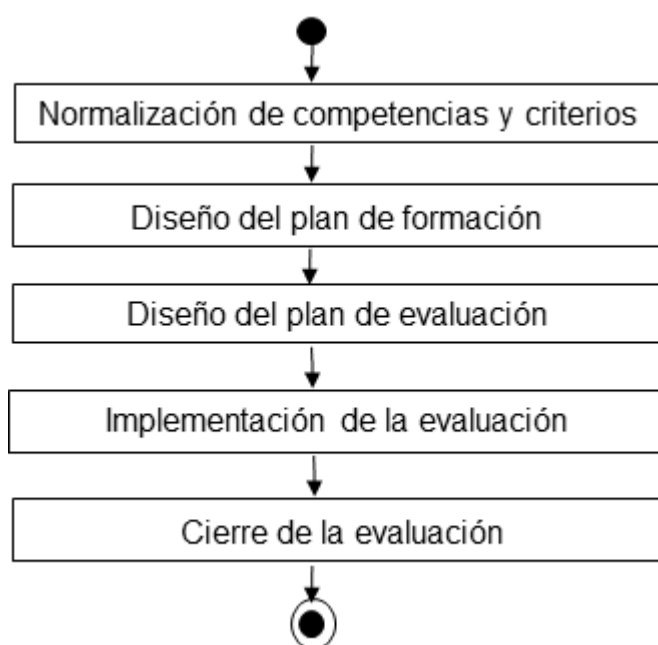 Normalización de competencias y criterios
Diseño del plan de formación
Diseño del plan de evaluación
Implementación de la evaluación
Cierre de la evaluación